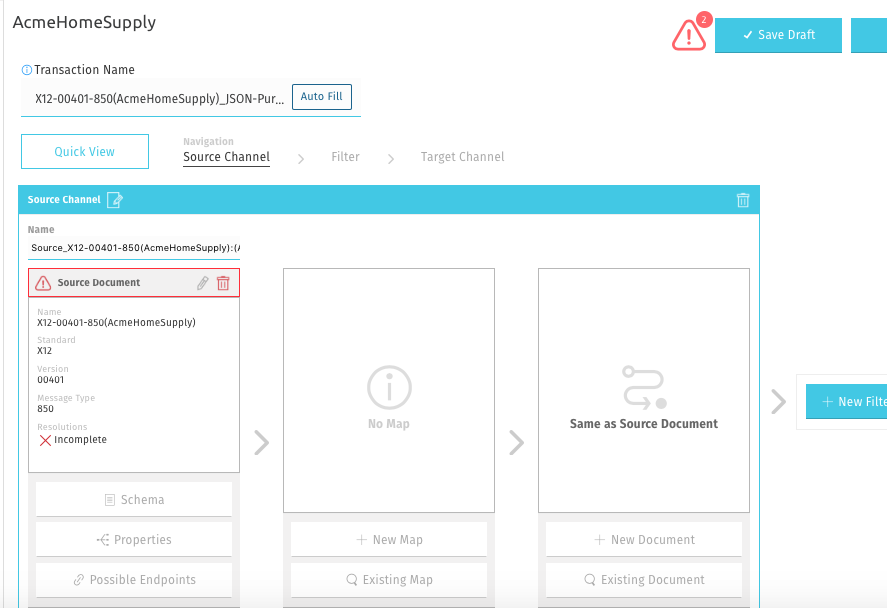 AcmeHomeSupply
2
Save Draft
Transaction Name
X12-00401-850(AcmeHomeSupply)_JSON-Pur...
Auto Fill
Quick View
Navigation
Source Channel
Filter
Target Channel
Source Channel
Name
Source_X12-00401-850(AcmeHomeSupply):(
Source Document
Name
X12-00401-850(AcmeHomeSupply)
Standard
X12
Version
00401
Message Type
850
Resolutions
Incomplete
No Map
Same as Source Document
+ New Filte
Schema
+ New Map
+ New Document
Properties
Existing Map
Existing Document
Possible Endpoints